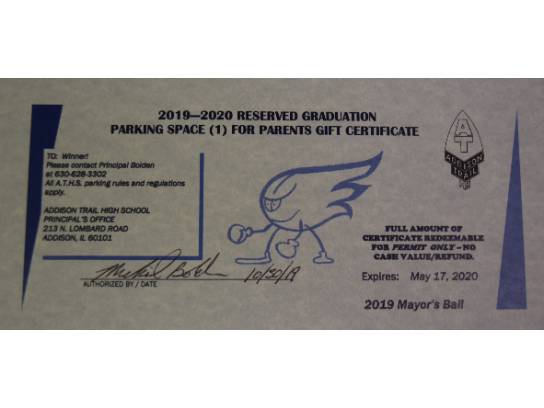 2019—2020 RESERVED GRADUATION
PARKING SPACE (1) FOR PARENTS GIFT CERTIFICATE
TO: Winner!
Please contact Principal Bolden
at 630-628-3302
All A.T.H.S. parking rules and regulations
apply.
ADDISON TRAIL HIGH SCHOOL
PRINCIPAL'S OFFICE
213 N. LOMBARD ROAD
ADDISON, IL 60101
Michael Bolden 10/30/19
AUTHORIZED BY / DATE
AT
ADDISON
TRAIL
FULL AMOUNT OF
CERTIFICATE REDEEMABLE
FOR PERMIT ONLY – NO
CASH VALUE/REFUND.
Expires: May 17, 2020
2019 Mayor's Ball